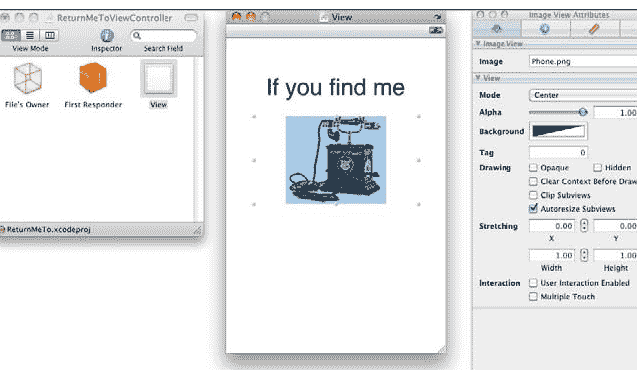 ReturnMeToViewController
View Mode
Inspector
Search Field
File's Owner
First Responder
View
ReturnMeTo.xcodeproj
View
If you find me
Image View Attributes
Image View
Image
Phone.png
View
Mode
Center
Alpha
1.00
Background
Tag
0
Drawing
Opaque
Hidden
Clear Context Before Draw
Clip Subviews
Autoresize Subviews
Stretching
0.00
0.00
X
Y
1.00
1.00
Width
Height
Interaction
User Interaction Enabled
Multiple Touch